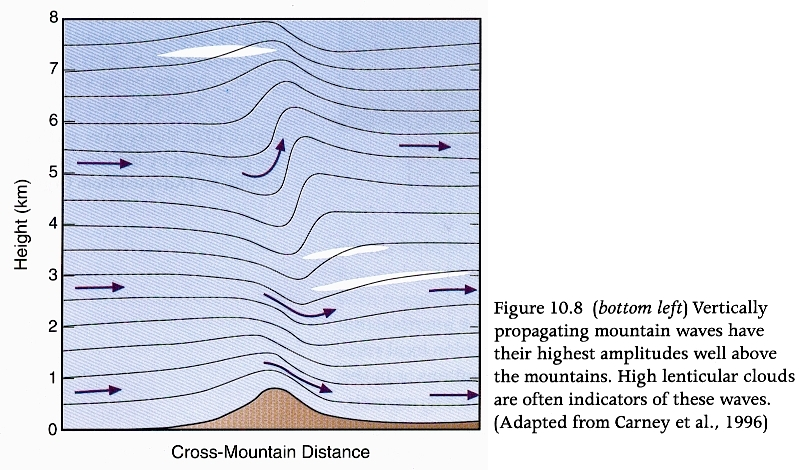 8
7
6
5
4
3
2
1
0
Height (km)
Cross-Mountain Distance
Figure 10.8 (bottom left) Vertically
propagating mountain waves have
their highest amplitudes well above
the mountains. High lenticular clouds
are often indicators of these waves.
(Adapted from Carney et al., 1996)